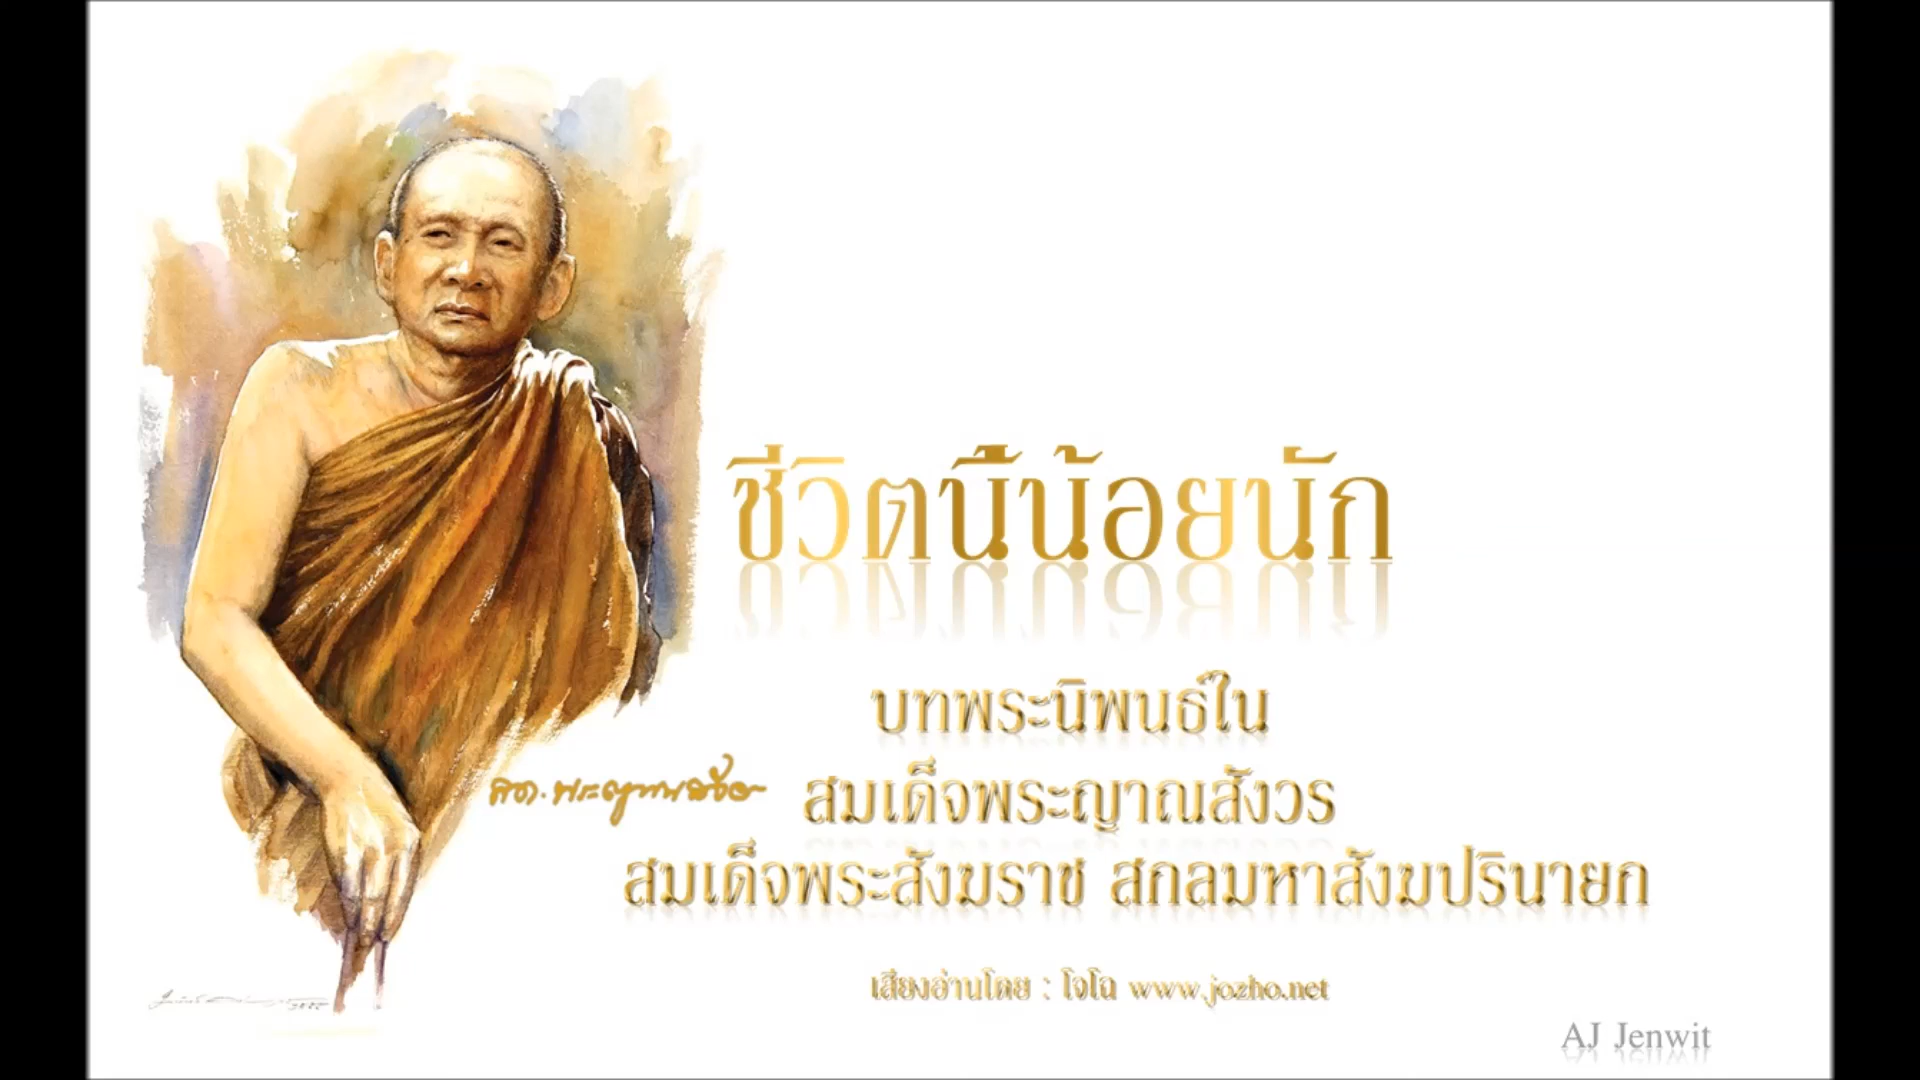 ชีวิตนี้น้อยนัก
บทพระนิพนธ์ใน
สมเด็จพระญาณสังวร
สมเด็จพระสังฆราช สกลมหาสังฆปรินายก
เสียงอ่านโดย : โจโฉ www.jozho.net
AJ Jenwit